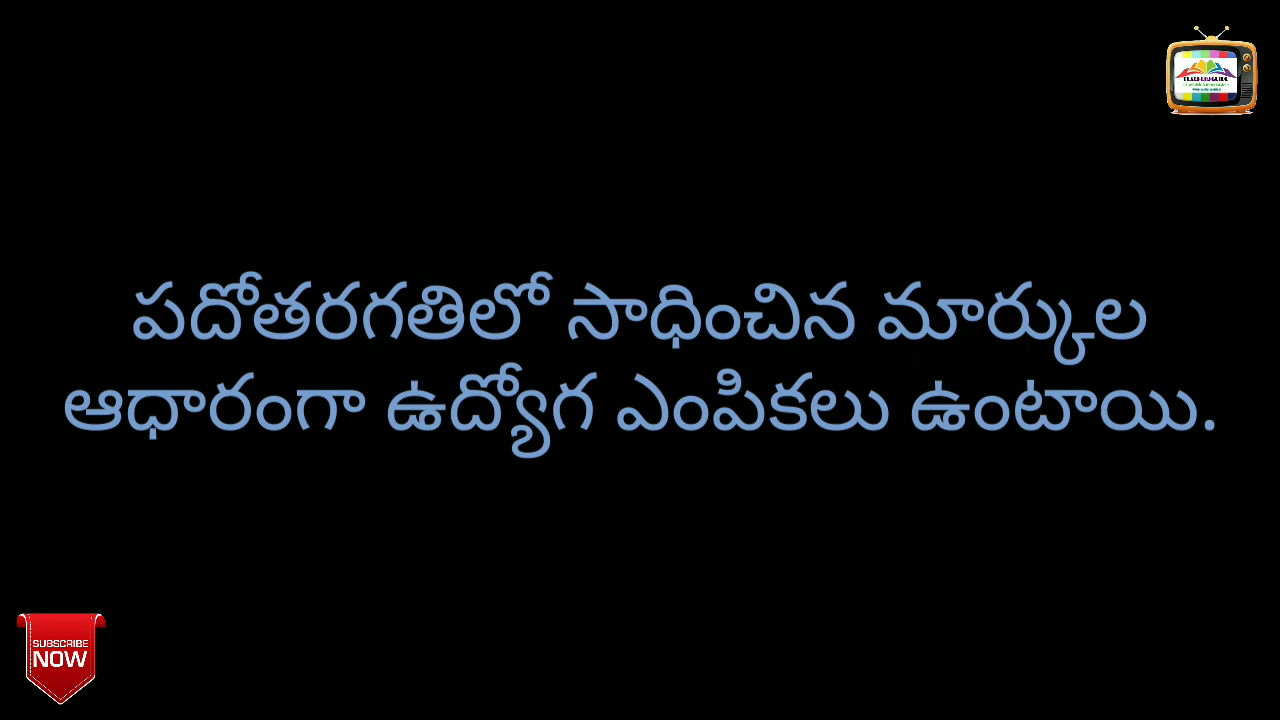 పదోతరగతిలో సాధించిన మార్కుల
ఆధారంగా ఉద్యోగ ఎంపికలు ఉంటాయి.
SUBSCRIBE
NOW